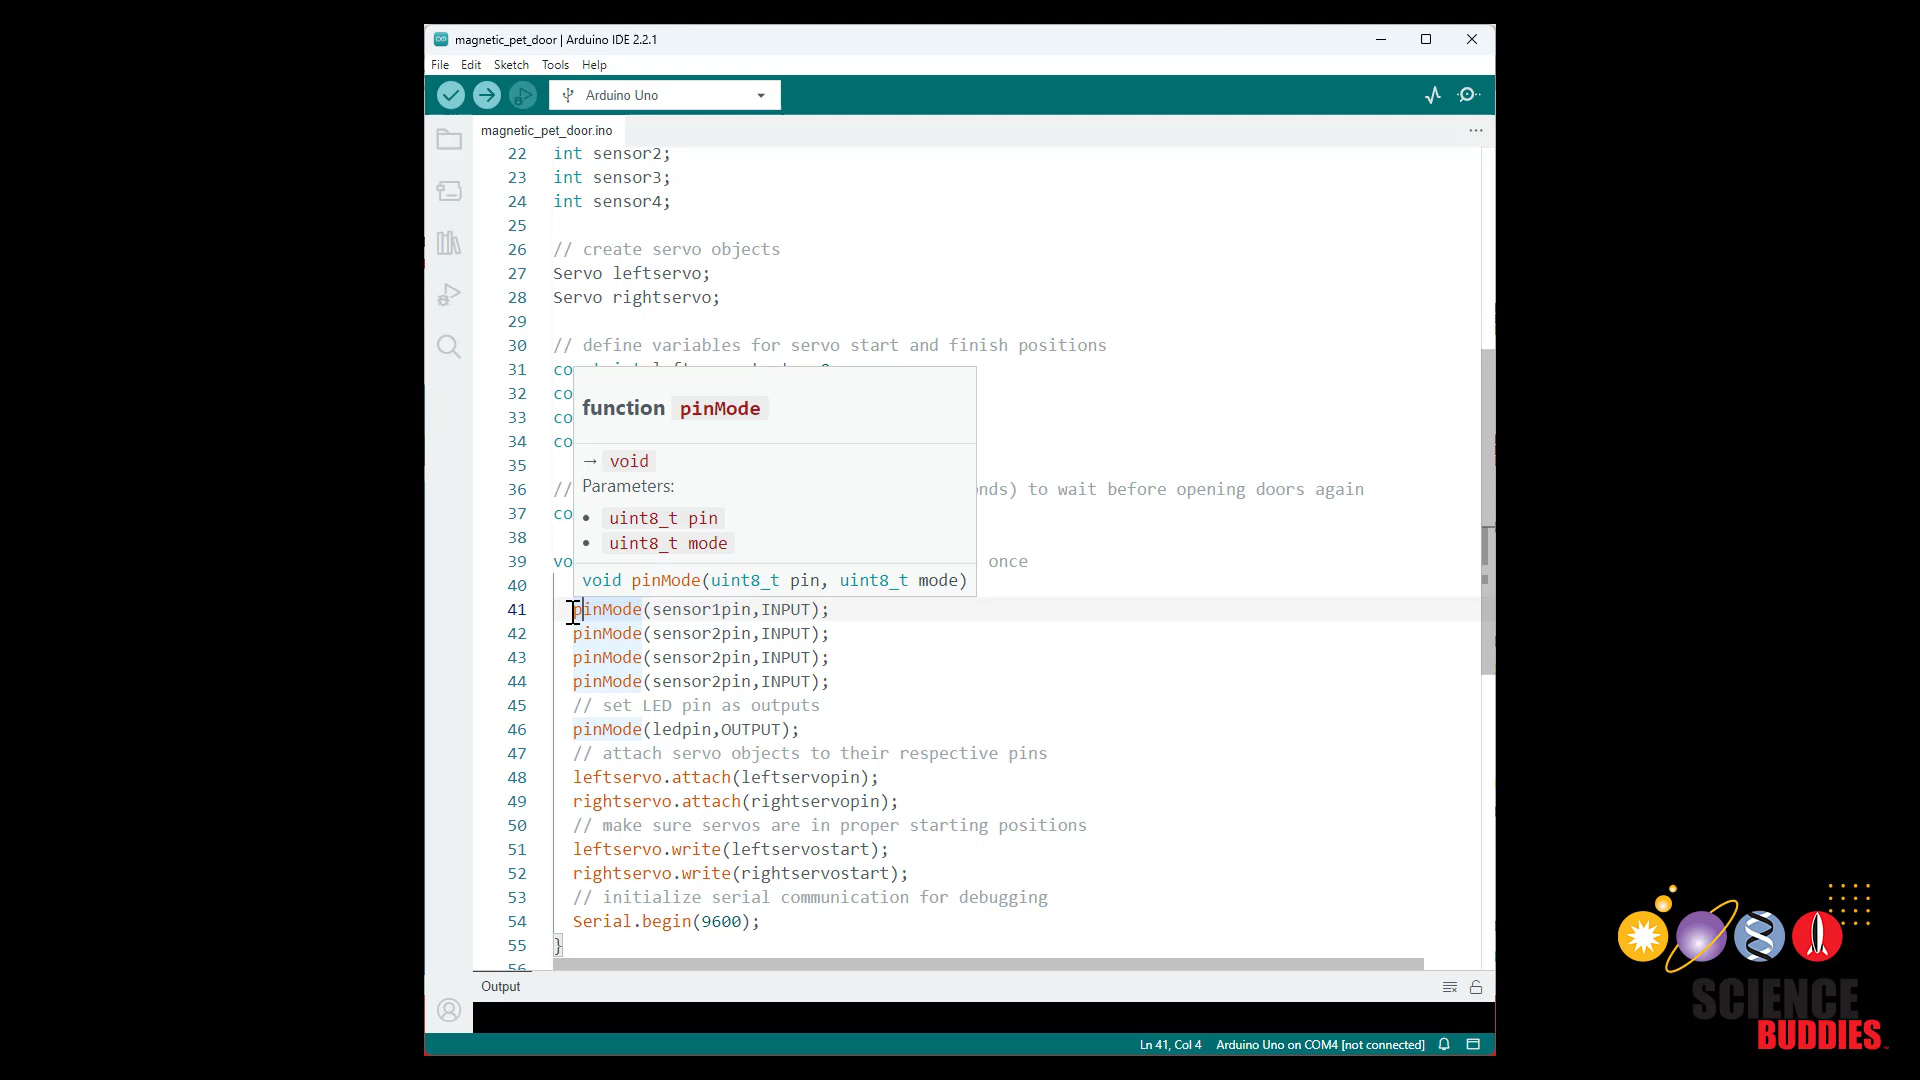 magnetic_pet_door | Arduino IDE 2.2.1
File Edit Sketch Tools Help
Arduino Uno
magnetic_pet_door.ino
22 int sensor2;
23 int sensor3;
24 int sensor4;
25
26 // create servo objects
27 Servo leftservo;
28 Servo rightservo;
29
30 // define variables for servo start and finish positions
31 co
32 co
33 co
34 co
35
36 // onds) to wait before opening doors again
37 co
38
39 vo once
40
function pinMode
→ void
Parameters:
• uint8_t pin
• uint8_t mode
void pinMode(uint8_t pin, uint8_t mode)
41 pinMode(sensor1pin,INPUT);
42 pinMode(sensor2pin,INPUT);
43 pinMode(sensor2pin,INPUT);
44 pinMode(sensor2pin,INPUT);
45 // set LED pin as outputs
46 pinMode(ledpin,OUTPUT);
47 // attach servo objects to their respective pins
48 leftservo.attach(leftservopin);
49 rightservo.attach(rightservopin);
50 // make sure servos are in proper starting positions
51 leftservo.write(leftservostart);
52 rightservo.write(rightservostart);
53 // initialize serial communication for debugging
54 Serial.begin(9600);
55 }
56
Output
Ln 41, Col 4 Arduino Uno on COM4 [not connected]
SCIENCE
BUDDIES